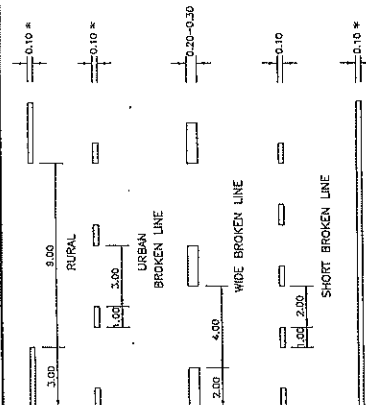 3.00
9.00
0.10 *
RURAL
1.00
3.00
0.10 *
URBAN
BROKEN LINE
2.00
4.00
0.20-0.30
WIDE BROKEN LINE
1.00
2.00
0.10
SHORT BROKEN LINE
0.10 *